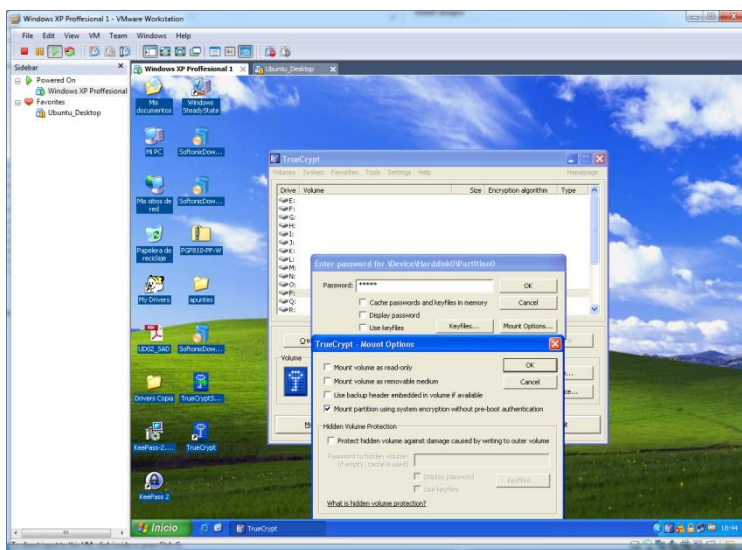 Windows XP Proffesional 1 - VMware Workstation
File Edit View VM Team Windows Help
Sidebar X
Powered On
Windows XP Proffesional
Favorites
Ubuntu_Desktop
Windows XP Proffesional 1 X
Ubuntu_Desktop X
Mis documentos
Windows SteadyState
Mi PC
SoftonicDow...
Mis sitios de red
SoftonicDow...
Papelera de reciclaje
PGP810-PF-W
My Drivers
apuntes
UD02_SAD
SoftonicDow...
Drivers Copia
TrueCryptS...
KeePass-2....
TrueCrypt
KeePass 2
TrueCrypt
Volumes System Favorites Tools Settings Help Homepage
Drive Volume Size Encryption algorithm Type
E:
F:
G:
H:
I:
J:
K:
L:
M:
N:
O:
P:
Q:
R:
Volume
Enter password for \Device\Harddisk0\Partition0
Password: ***** OK
Cache passwords and keyfiles in memory Cancel
Display password
Use keyfiles Keyfiles... Mount Options...
TrueCrypt - Mount Options
Mount volume as read-only OK
Mount volume as removable medium Cancel
Use backup header embedded in volume if available
Mount partition using system encryption without pre-boot authentication
Hidden Volume Protection
Protect hidden volume against damage caused by writing to outer volume
Password to hidden volume:
(if empty, cache is used)
Display password
Use keyfiles Keyfiles...
What is hidden volume protection?
Inicio TrueCrypt 18:44